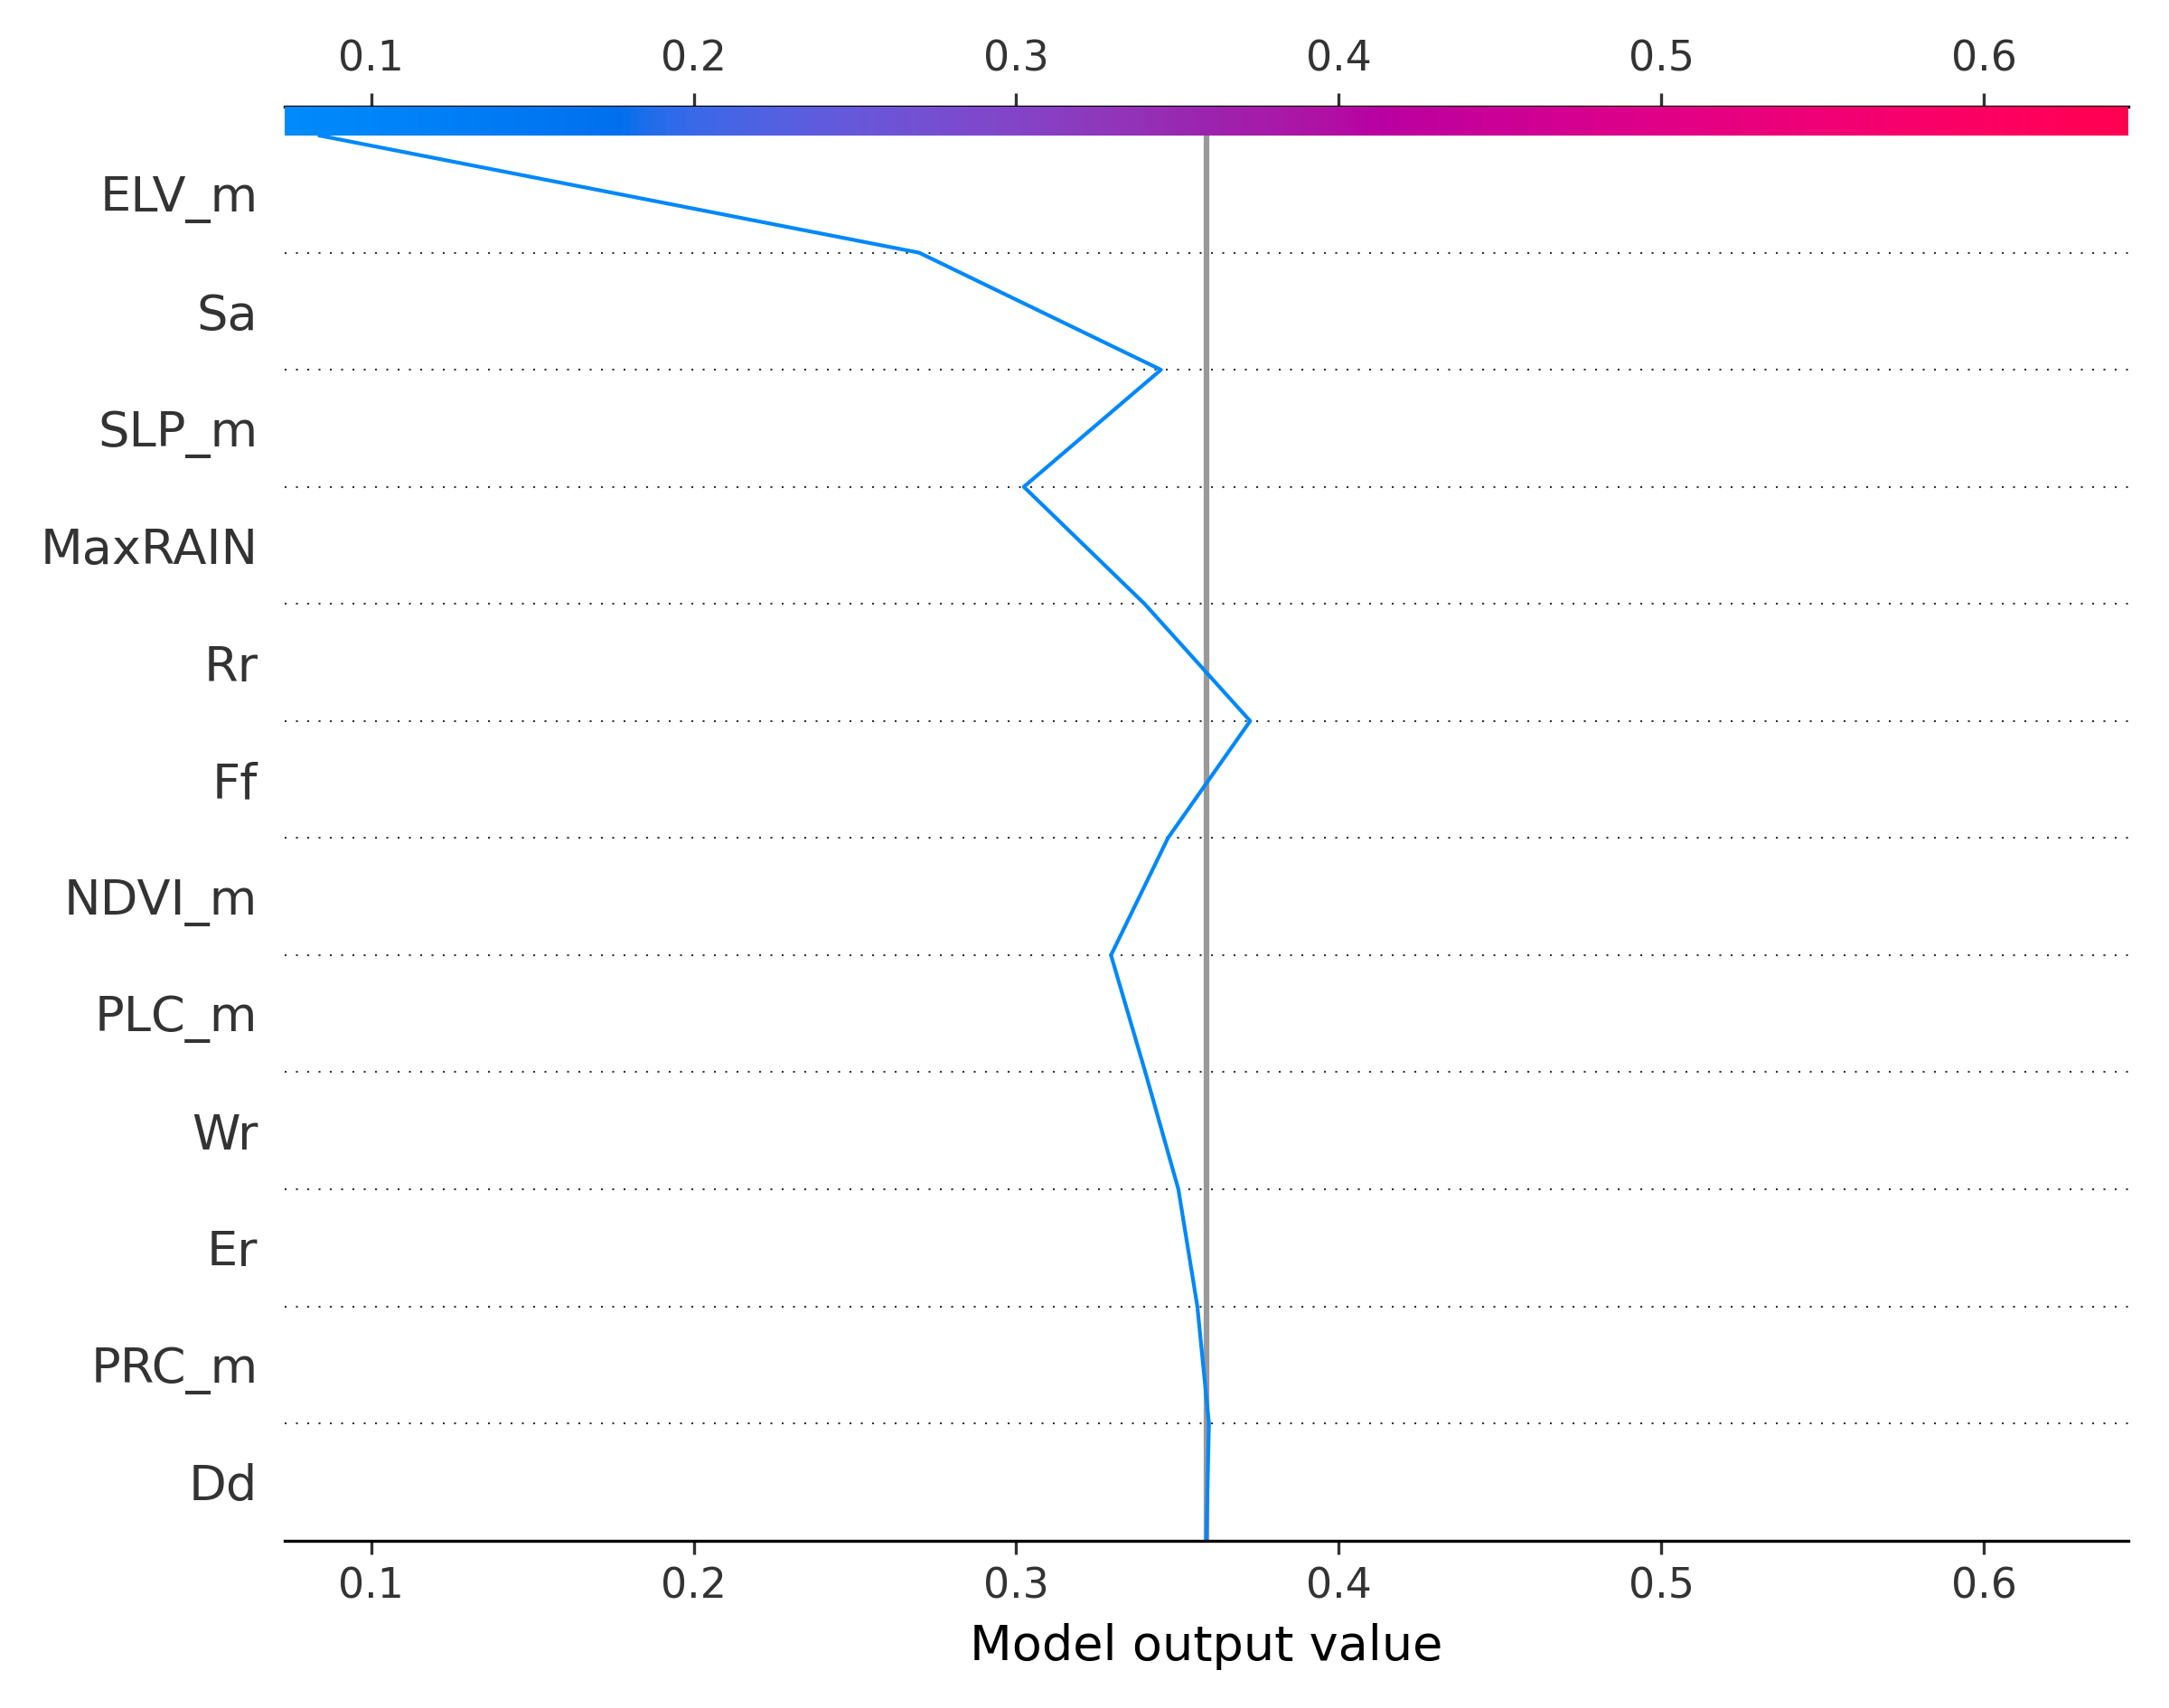 0.1 0.2 0.3 0.4 0.5 0.6
ELV_m
Sa
SLP_m
MaxRAIN
Rr
Ff
NDVI_m
PLC_m
Wr
Er
PRC_m
Dd
0.1 0.2 0.3 0.4 0.5 0.6
Model output value